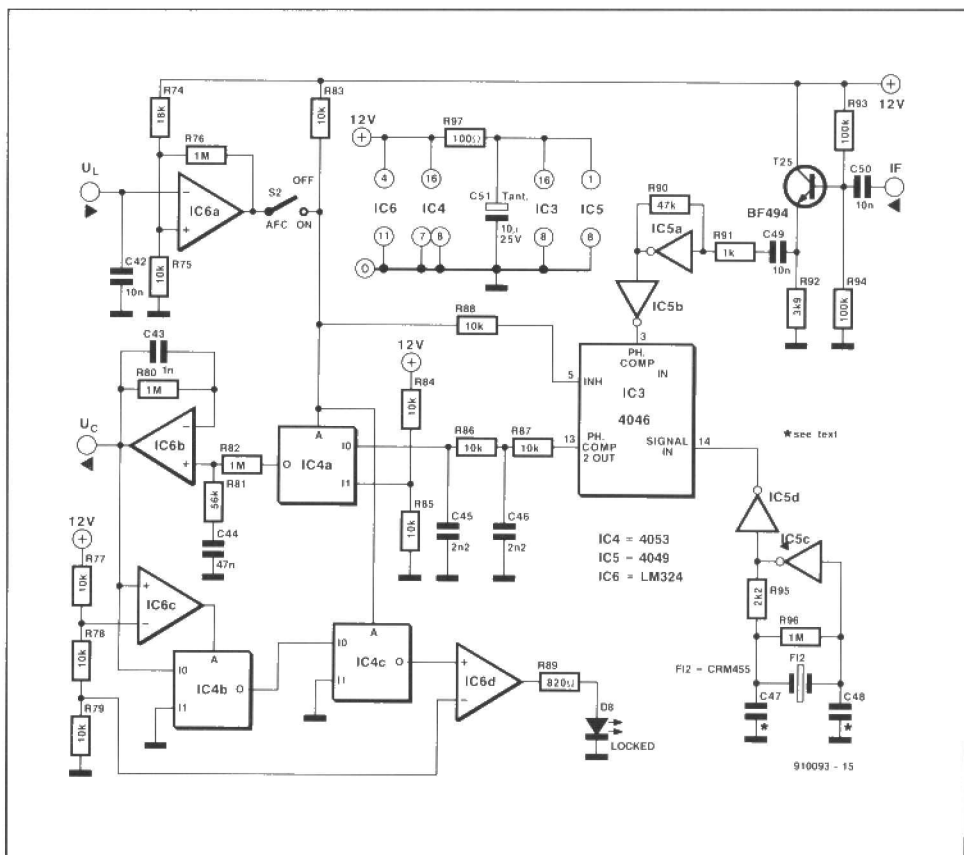 R74
18k
R83
10k
12V
R93
100k
R76
1M
12V
R97
100Ω
T25
C50
IF
10n
BF494
UL
IC6a
S2
OFF
AFC
ON
4
16
C51
Tant.
10µ
25V
16
1
IC6
IC4
IC3
IC5
11
7
8
8
8
0
R90
47k
IC5a
R91
1k
C49
10n
R92
3k9
R94
100k
C42
10n
R75
10k
IC5b
C43
1n
R80
1M
R88
10k
12V
R84
10k
3
PH.
COMP
IN
5
INH
IC3
4046
UC
IC6b
R82
1M
A
O
IC4a
I0
I1
R86
10k
R87
10k
13
PH.
COMP
2 OUT
SIGNAL
IN
14
*see text
R81
56k
C44
47n
R85
10k
C45
2n2
C46
2n2
IC4 = 4053
IC5 = 4049
IC6 = LM324
IC5d
IC5c
R95
2k2
R96
1M
12V
R77
10k
IC6c
R78
10k
R79
10k
A
I0
IC4b
O
I1
A
I0
IC4c
O
I1
IC6d
R89
820Ω
D8
LOCKED
FI2 - CRM455
FI2
C47
*
C48
*
910093 - 15
+
-
+
-
+
-
+
-
+
+
+
+